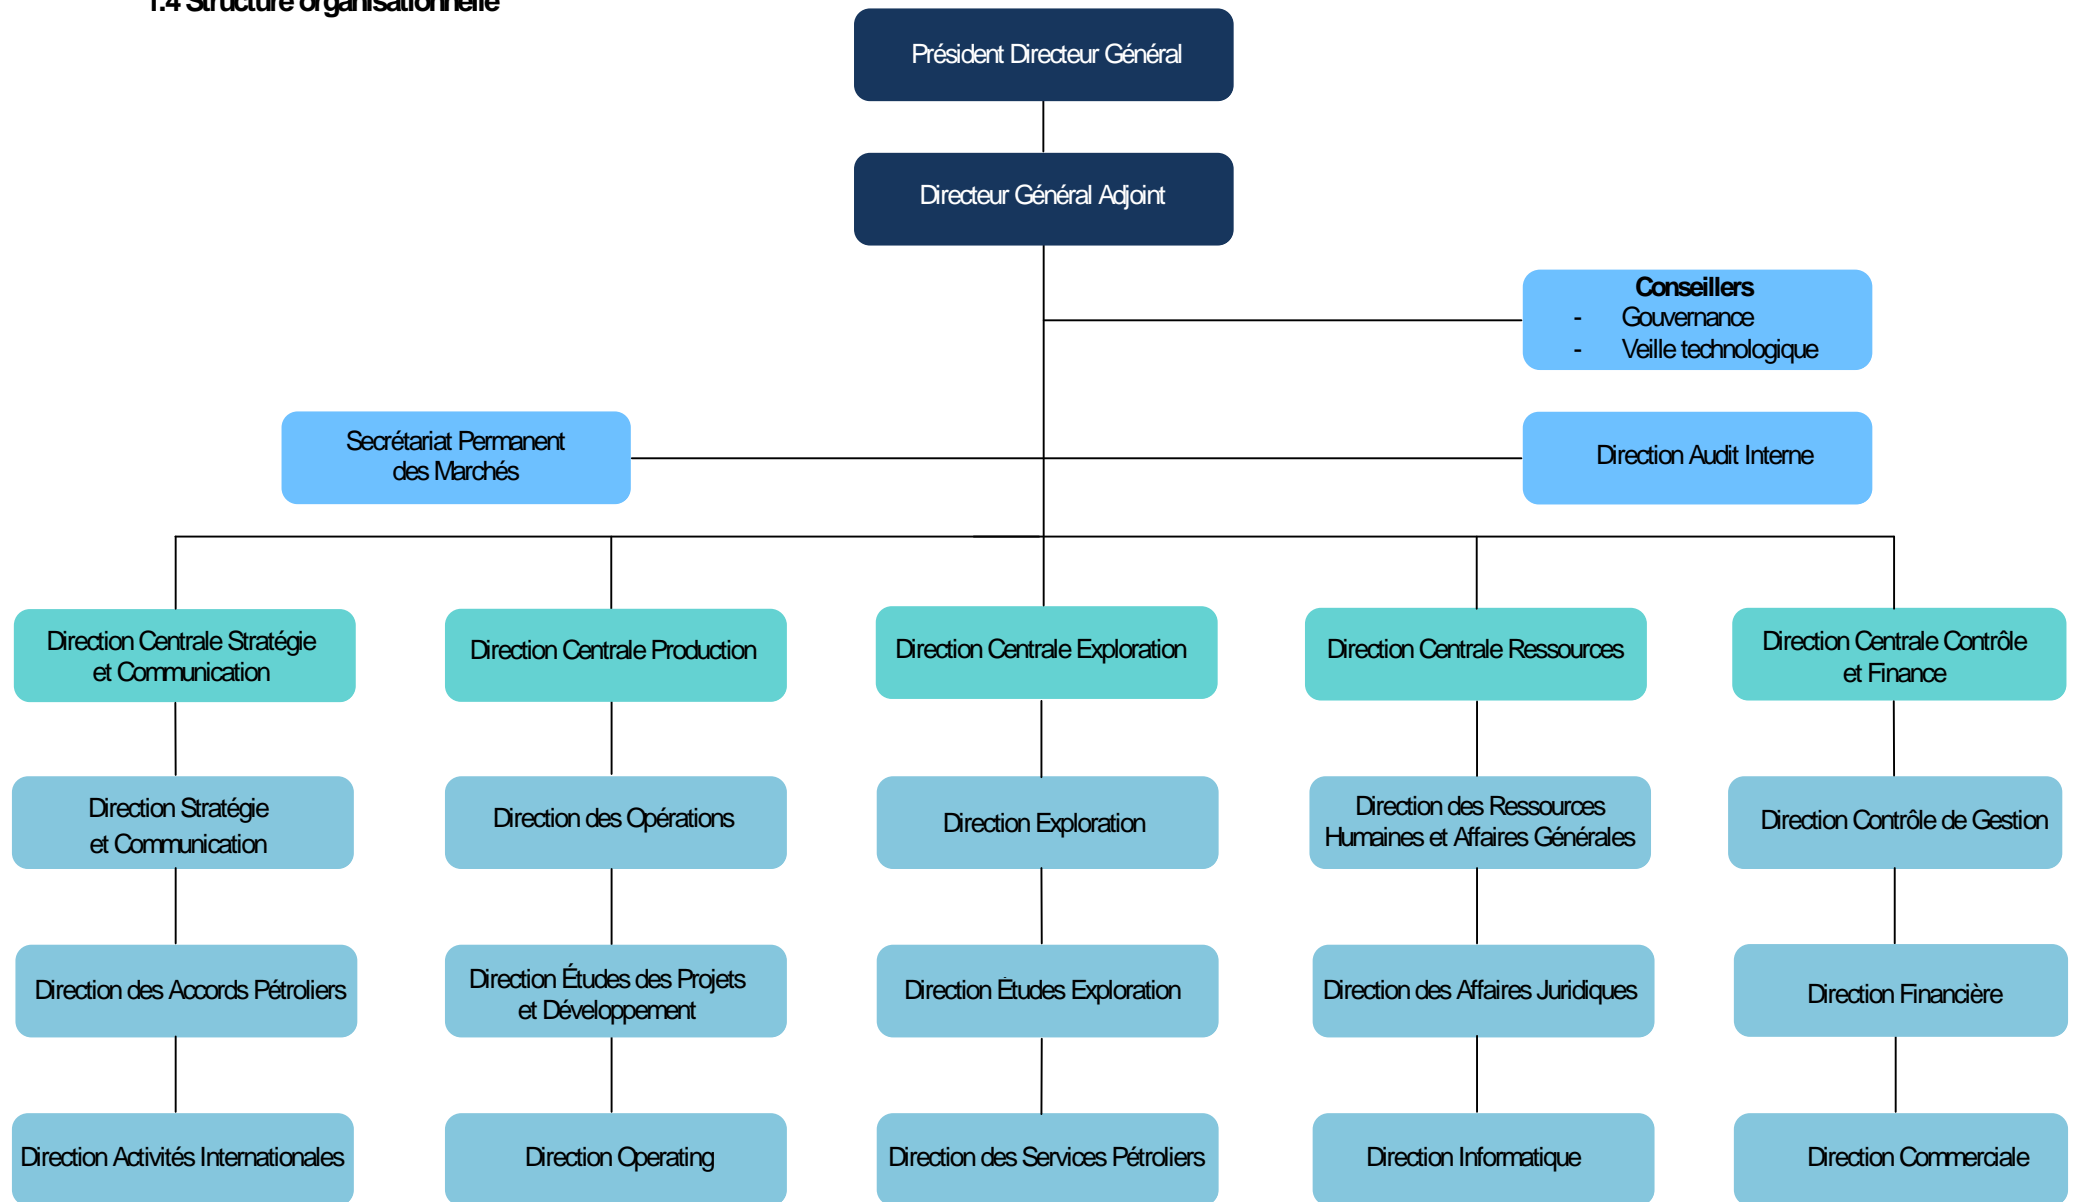 1.4 Structure organisationnelle
Président Directeur Général
Directeur Général Adjoint
Conseillers
- Gouvernance
- Veille technologique
Secrétariat Permanent
des Marchés
Direction Audit Interne
Direction Centrale Stratégie
et Communication
Direction Centrale Production
Direction Centrale Exploration
Direction Centrale Ressources
Direction Centrale Contrôle
et Finance
Direction Stratégie
et Communication
Direction des Opérations
Direction Exploration
Direction des Ressources
Humaines et Affaires Générales
Direction Contrôle de Gestion
Direction des Accords Pétroliers
Direction Études des Projets
et Développement
Direction Études Exploration
Direction des Affaires Juridiques
Direction Financière
Direction Activités Internationales
Direction Operating
Direction des Services Pétroliers
Direction Informatique
Direction Commerciale